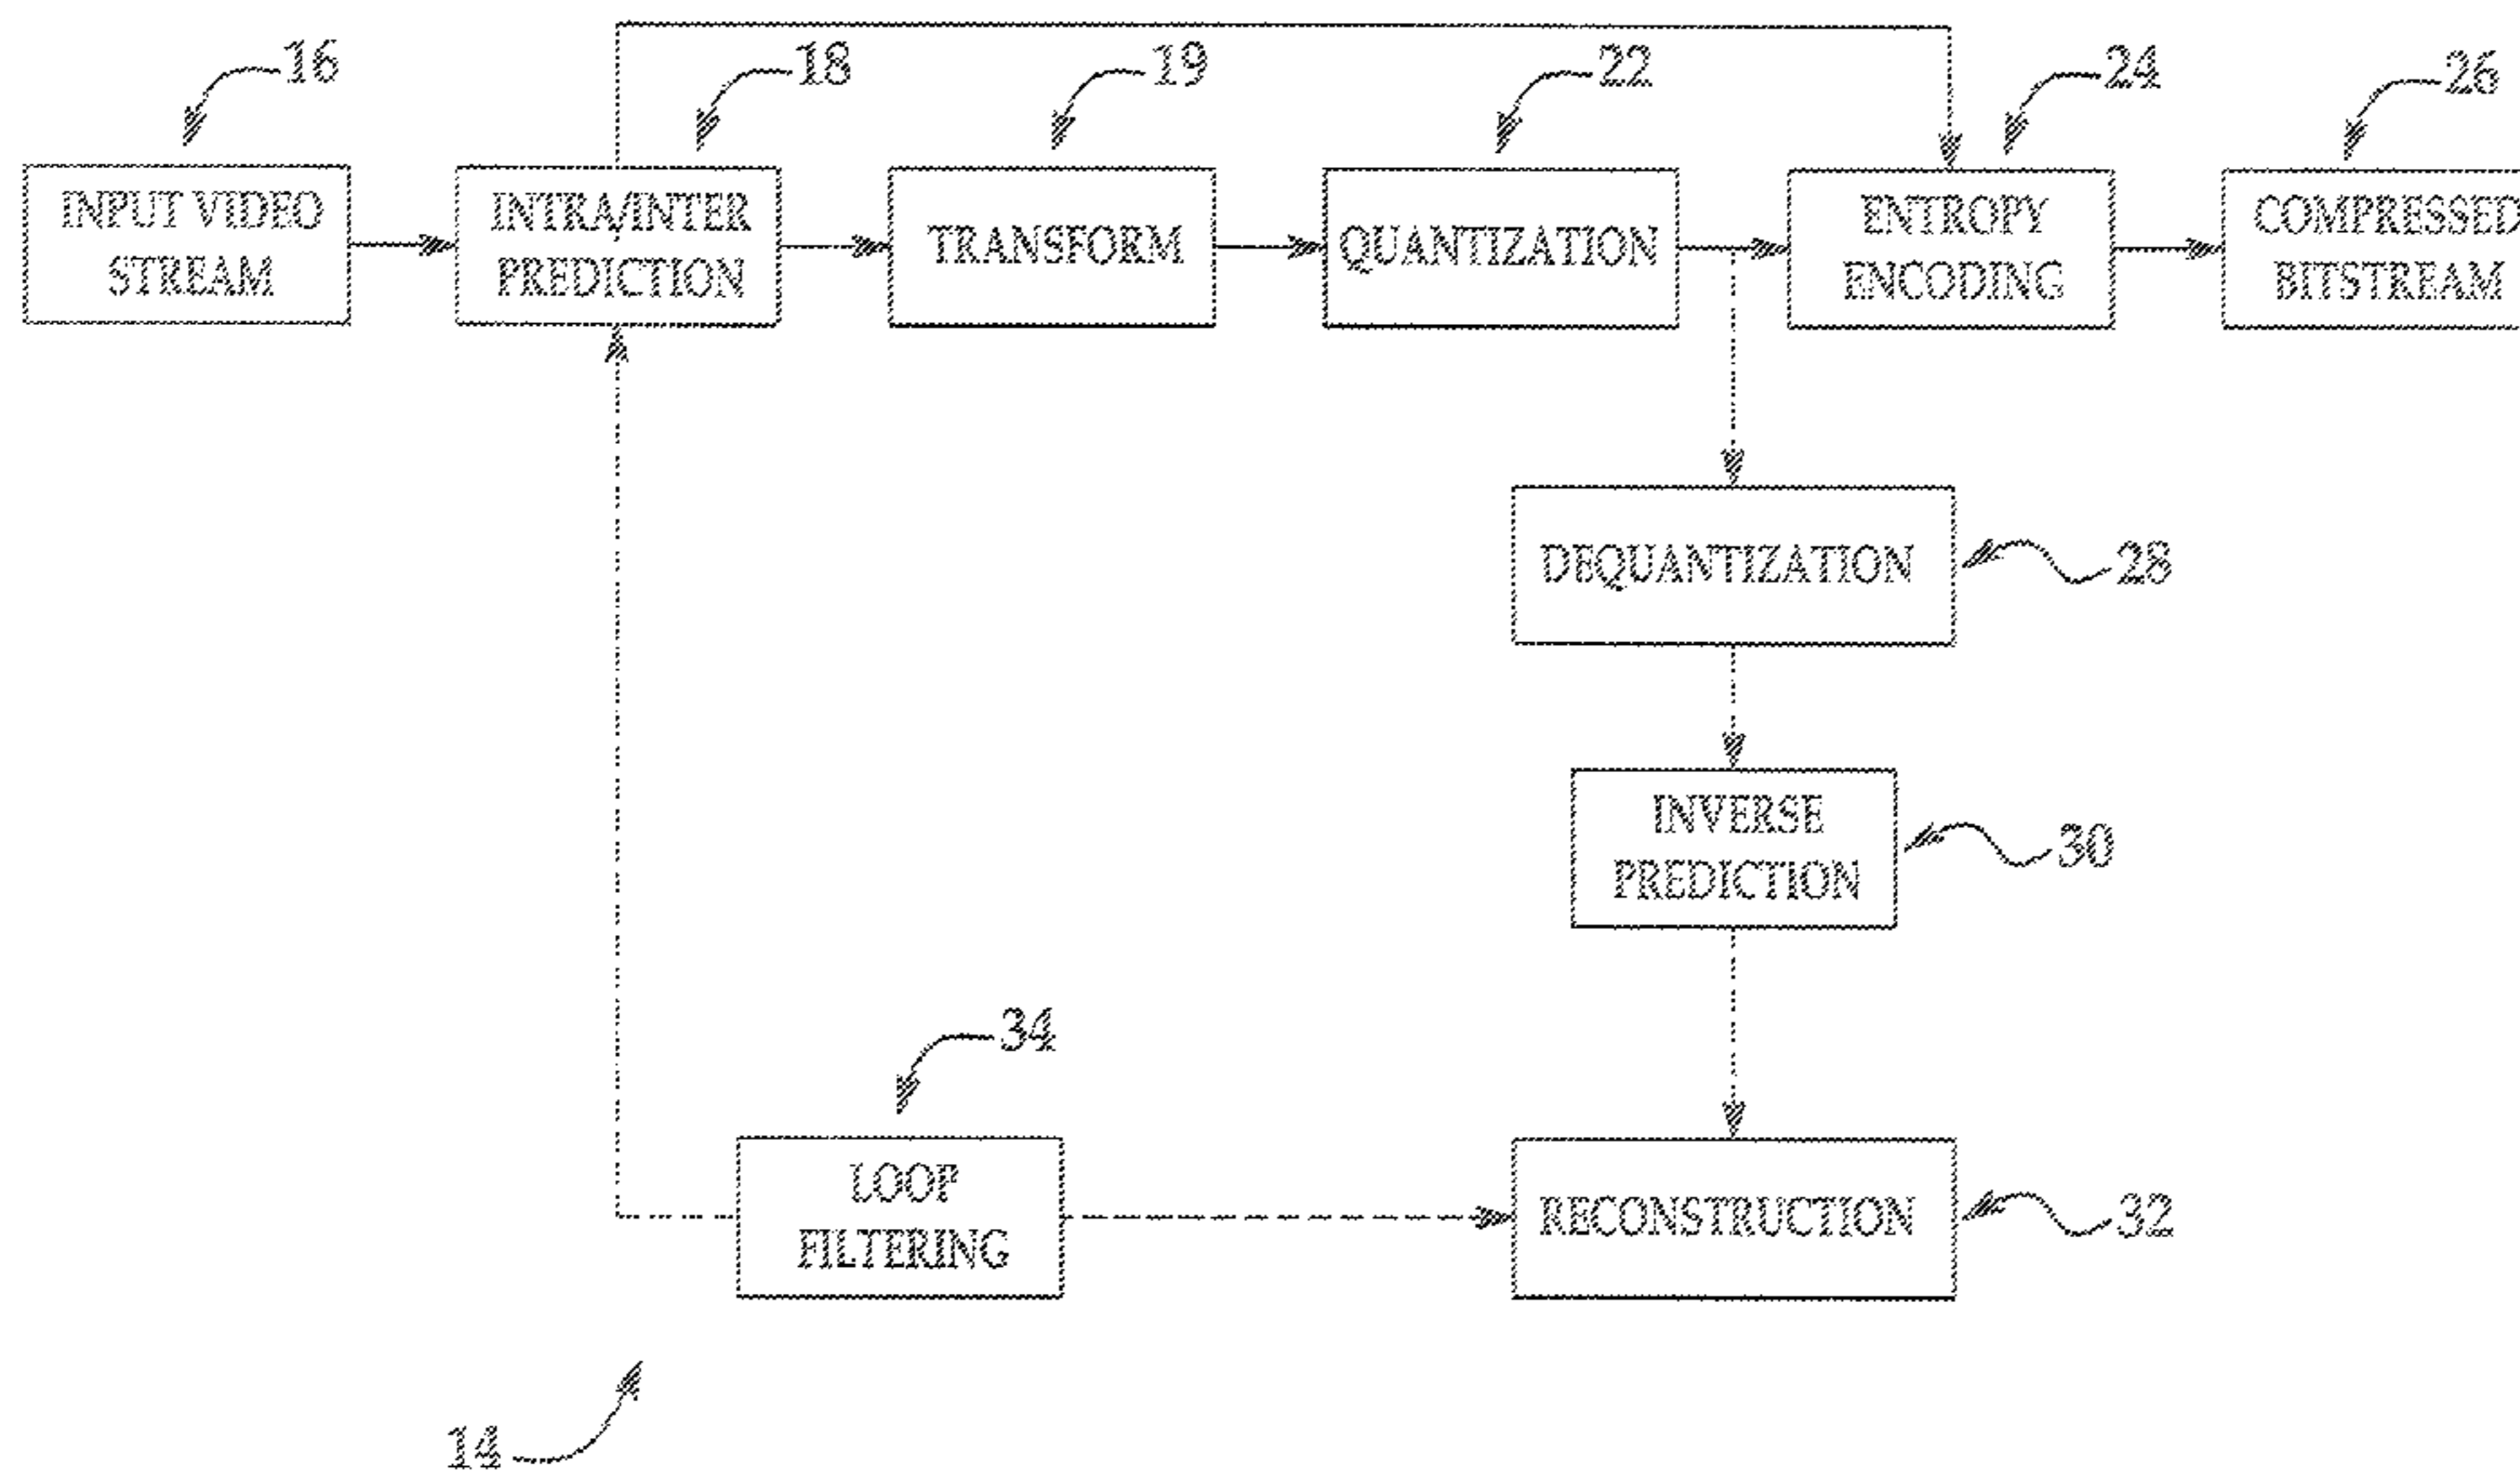 16
18
19
22
24
26
INPUT VIDEO
STREAM
INTRA/INTER
PREDICTION
TRANSFORM
QUANTIZATION
ENTROPY
ENCODING
COMPRESSED
BITSTREAM
DEQUANTIZATION
28
INVERSE
PREDICTION
30
34
LOOP
FILTERING
RECONSTRUCTION
32
14